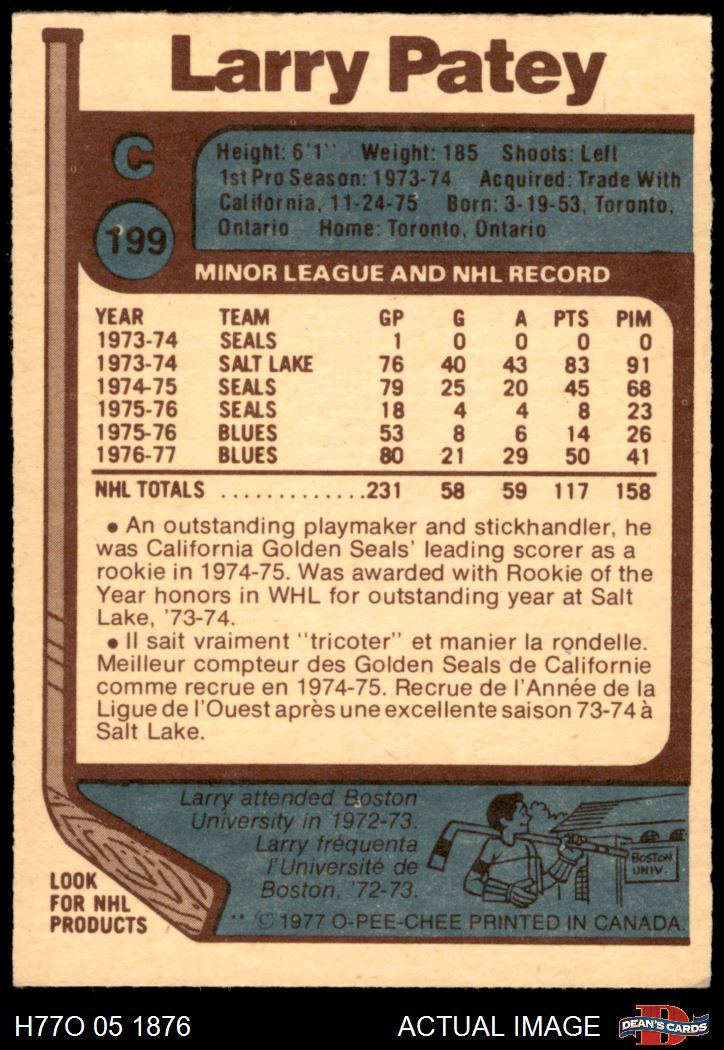 Larry Patey
C
199
Height: 6'1" Weight: 185 Shoots: Left
1st Pro Season: 1973-74 Acquired: Trade With
California, 11-24-75 Born: 3-19-53, Toronto,
Ontario Home: Toronto, Ontario
MINOR LEAGUE AND NHL RECORD
YEAR TEAM GP G A PTS PIM
1973-74 SEALS 1 0 0 0 0
1973-74 SALT LAKE 76 40 43 83 91
1974-75 SEALS 79 25 20 45 68
1975-76 SEALS 18 4 4 8 23
1975-76 BLUES 53 8 6 14 26
1976-77 BLUES 80 21 29 50 41
NHL TOTALS ..............231 58 59 117 158
• An outstanding playmaker and stickhandler, he
was California Golden Seals' leading scorer as a
rookie in 1974-75. Was awarded with Rookie of the
Year honors in WHL for outstanding year at Salt
Lake, '73-74.
• Il sait vraiment "tricoter" et manier la rondelle.
Meilleur compteur des Golden Seals de Californie
comme recrue en 1974-75. Recrue de l'Année de la
Ligue de l'Ouest après une excellente saison 73-74 à
Salt Lake.
Larry attended Boston
University in 1972-73.
Larry fréquenta
l'Université de
Boston, '72-73.
BOSTON
UNIV.
LOOK
FOR NHL
PRODUCTS
** © 1977 O-PEE-CHEE PRINTED IN CANADA.
H77O 05 1876 ACTUAL IMAGE
D
DEAN'S CARDS